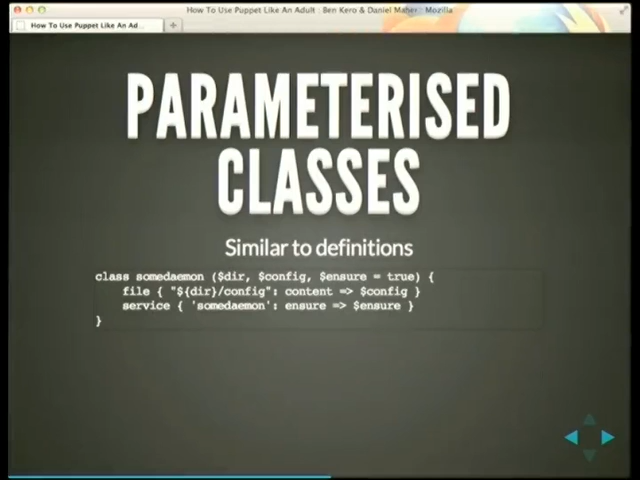 How To Use Puppet Like An Adult : Ben Kero & Daniel Maher : Mozilla
How To Use Puppet Like An Ad...
PARAMETERISED
CLASSES
Similar to definitions
class somedaemon ($dir, $config, $ensure = true) {
    file { "${dir}/config": content => $config }
    service { 'somedaemon': ensure => $ensure }
}